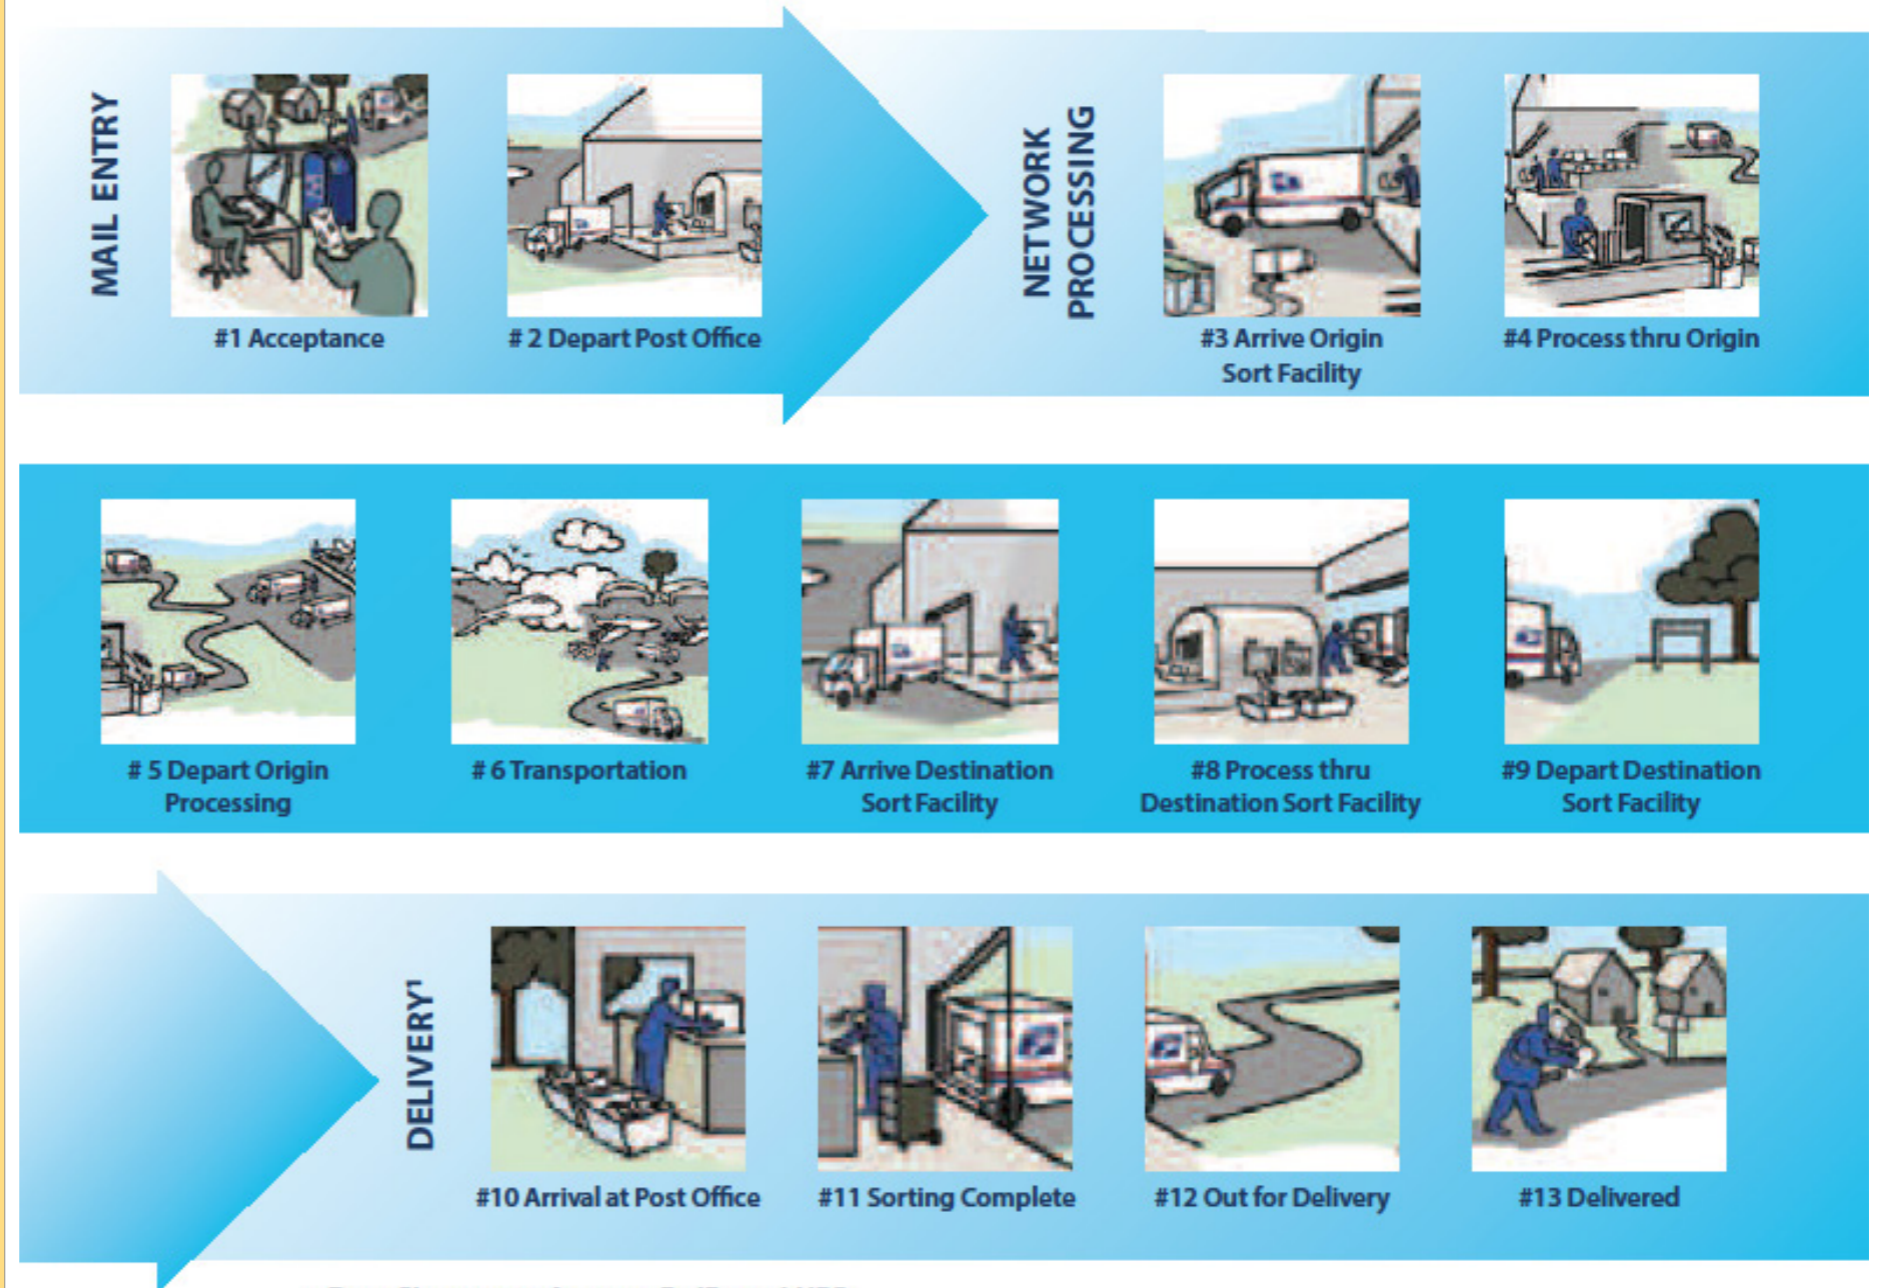 MAIL ENTRY
#1 Acceptance
# 2 Depart Post Office
NETWORK
PROCESSING
#3 Arrive Origin
Sort Facility
#4 Process thru Origin
# 5 Depart Origin
Processing
# 6 Transportation
#7 Arrive Destination
Sort Facility
#8 Process thru
Destination Sort Facility
#9 Depart Destination
Sort Facility
DELIVERY¹
#10 Arrival at Post Office
#11 Sorting Complete
#12 Out for Delivery
#13 Delivered